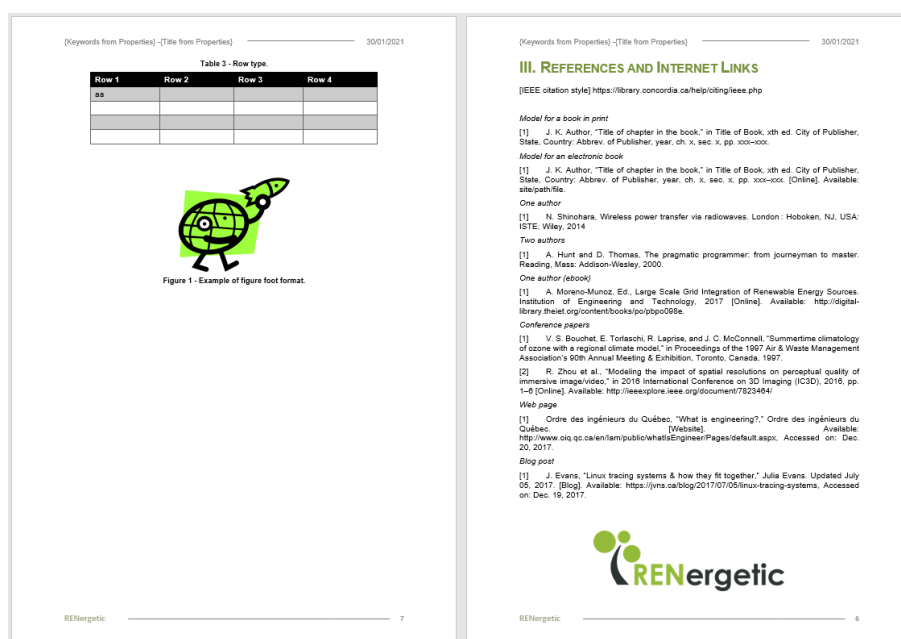 {Keywords from Properties} -{Title from Properties} 30/01/2021
Table 3 - Row type.
Row 1 Row 2 Row 3 Row 4
aa
Figure 1 - Example of figure foot format.
RENergetic 7
{Keywords from Properties} -{Title from Properties} 30/01/2021
III. REFERENCES AND INTERNET LINKS
[IEEE citation style] https://library.concordia.ca/help/citing/ieee.php
Model for a book in print
[1] J. K. Author, "Title of chapter in the book," in Title of Book, xth ed. City of Publisher,
State, Country: Abbrev. of Publisher, year, ch. x, sec. x, pp. xxx–xxx.
Model for an electronic book
[1] J. K. Author, "Title of chapter in the book," in Title of Book, xth ed. City of Publisher,
State, Country: Abbrev. of Publisher, year, ch. x, sec. x, pp. xxx–xxx. [Online]. Available:
site/path/file.
One author
[1] N. Shinohara, Wireless power transfer via radiowaves. London : Hoboken, NJ, USA:
ISTE; Wiley, 2014
Two authors
[1] A. Hunt and D. Thomas, The pragmatic programmer: from journeyman to master.
Reading, Mass: Addison-Wesley, 2000.
One author (ebook)
[1] A. Moreno-Munoz, Ed., Large Scale Grid Integration of Renewable Energy Sources.
Institution of Engineering and Technology, 2017 [Online]. Available: http://digital-
library.theiet.org/content/books/po/pbpo098e.
Conference papers
[1] V. S. Bouchet, E. Torlaschi, R. Laprise, and J. C. McConnell, "Summertime climatology
of ozone with a regional climate model," in Proceedings of the 1997 Air & Waste Management
Association's 90th Annual Meeting & Exhibition, Toronto, Canada, 1997.
[2] R. Zhou et al., "Modeling the impact of spatial resolutions on perceptual quality of
immersive image/video," in 2016 International Conference on 3D Imaging (IC3D), 2016, pp.
1–6 [Online]. Available: http://ieeexplore.ieee.org/document/7823464/
Web page
[1] Ordre des ingénieurs du Québec, "What is engineering?," Ordre des ingénieurs du
Québec. [Website]. Available:
http://www.oiq.qc.ca/en/Iam/public/whatIsEngineer/Pages/default.aspx, Accessed on: Dec.
20, 2017.
Blog post
[1] J. Evans, "Linux tracing systems & how they fit together," Julia Evans. Updated July
05, 2017. [Blog]. Available: https://jvns.ca/blog/2017/07/05/linux-tracing-systems, Accessed
on: Dec. 19, 2017.
RENergetic
RENergetic 6